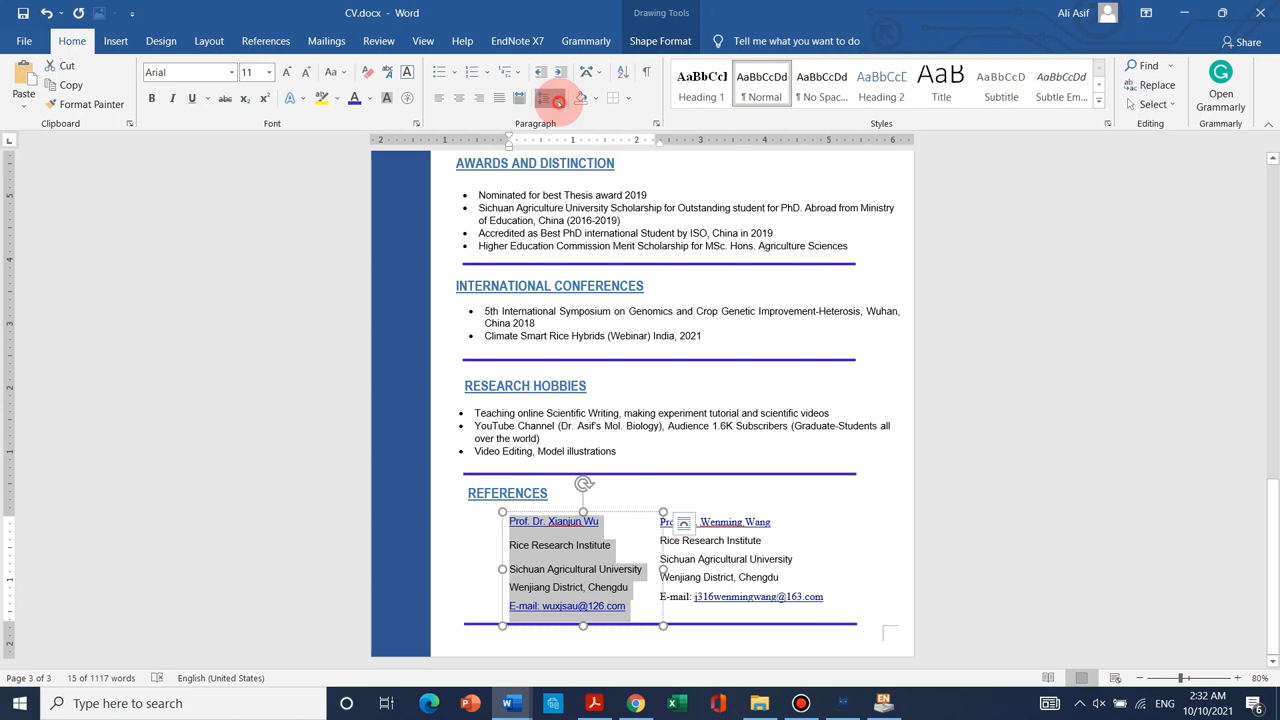 CV.docx - Word
Drawing Tools
Ali Asif
File Home Insert Design Layout References Mailings Review View EndNote X7 Grammarly Shape Format Tell me what you want to do
Share
Paste
Cut
Copy
Format Painter
Clipboard
Arial 11
Font
Paragraph
AaBbCcI AaBbCcDd AaBbCcDd AaBbCcL AaB AaBbCcD AaBbCcDd
Heading 1 ¶ Normal ¶ No Spac... Heading 2 Title Subtitle Subtle Em...
Styles
Find
Replace
Select
Editing
Open
Grammarly
Grammarly
AWARDS AND DISTINCTION
• Nominated for best Thesis award 2019
• Sichuan Agriculture University Scholarship for Outstanding student for PhD. Abroad from Ministry
of Education, China (2016-2019)
• Accredited as Best PhD international Student by ISO, China in 2019
• Higher Education Commission Merit Scholarship for MSc. Hons. Agriculture Sciences
INTERNATIONAL CONFERENCES
• 5th International Symposium on Genomics and Crop Genetic Improvement-Heterosis, Wuhan,
China 2018
• Climate Smart Rice Hybrids (Webinar) India, 2021
RESEARCH HOBBIES
• Teaching online Scientific Writing, making experiment tutorial and scientific videos
• YouTube Channel (Dr. Asif's Mol. Biology), Audience 1.6K Subscribers (Graduate-Students all
over the world)
• Video Editing, Model illustrations
REFERENCES
Prof. Dr. Xianjun Wu
Rice Research Institute
Sichuan Agricultural University
Wenjiang District, Chengdu
E-mail: wuxjsau@126.com
Wenming Wang
Rice Research Institute
Sichuan Agricultural University
Wenjiang District, Chengdu
E-mail: j316wenmingwang@163.com
Page 3 of 3 15 of 1117 words English (United States)
80%
Type here to search
ENG
2:32 AM
10/10/2021
6